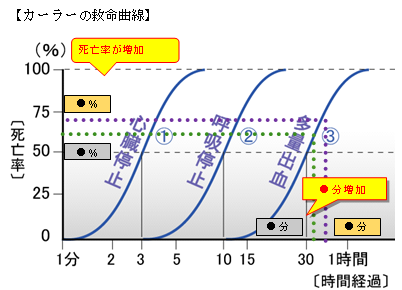 【カーラーの救命曲線】
(%)
死亡率が増加
100
75
50
0
● %
● %
〔死亡率〕
心臓停止
①
呼吸停止
②
多量出血
③
● 分増加
● 分
● 分
1分 2 3 5 10 15 30 1時間
〔時間経過〕